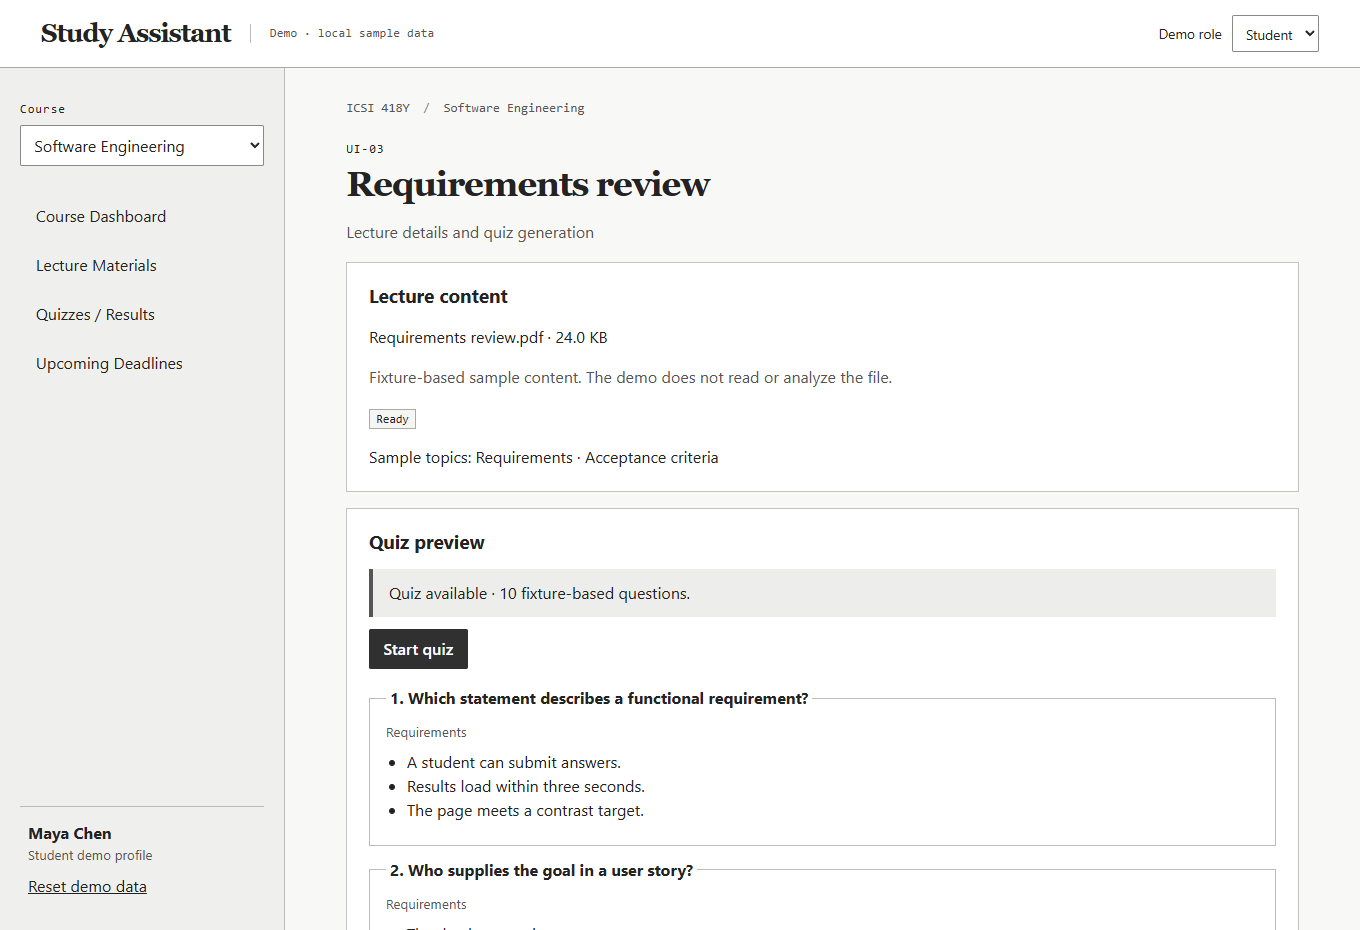 Study Assistant
Demo · local sample data
Demo role
Student
Course
Software Engineering
Course Dashboard
Lecture Materials
Quizzes / Results
Upcoming Deadlines
Maya Chen
Student demo profile
Reset demo data
ICSI 418Y / Software Engineering
UI-03
Requirements review
Lecture details and quiz generation
Lecture content
Requirements review.pdf · 24.0 KB
Fixture-based sample content. The demo does not read or analyze the file.
Ready
Sample topics: Requirements · Acceptance criteria
Quiz preview
Quiz available · 10 fixture-based questions.
Start quiz
1. Which statement describes a functional requirement?
Requirements
A student can submit answers.
Results load within three seconds.
The page meets a contrast target.
2. Who supplies the goal in a user story?
Requirements